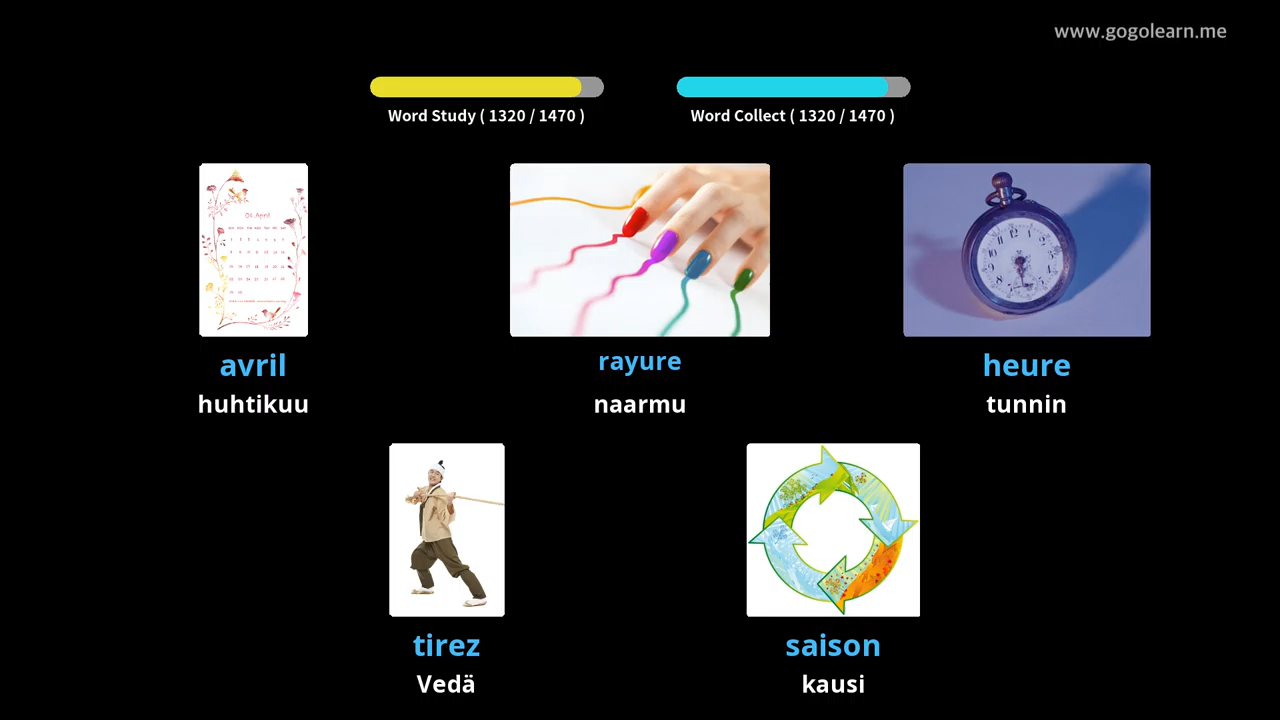 www.gogolearn.me
Word Study ( 1320 / 1470 )
Word Collect ( 1320 / 1470 )
avril
huhtikuu
rayure
naarmu
heure
tunnin
tirez
Vedä
saison
kausi